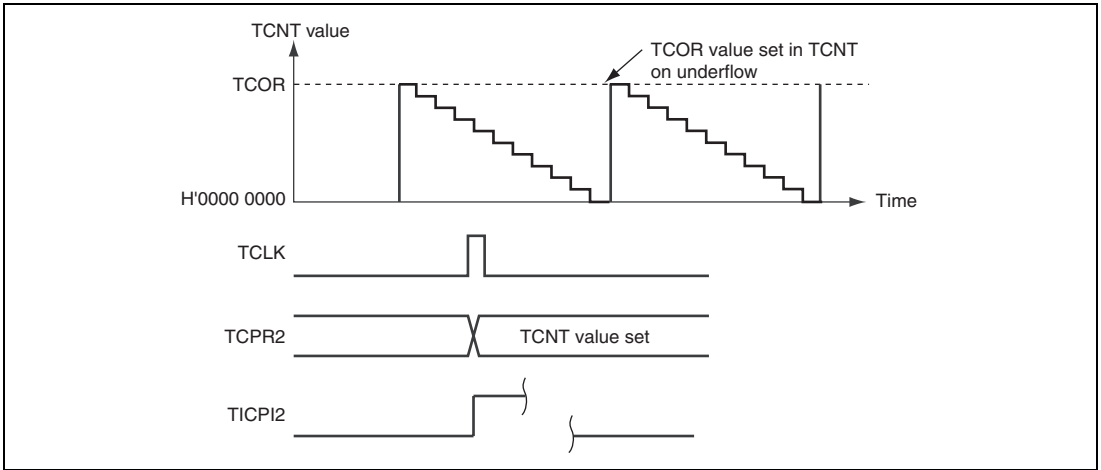 TCNT value
TCOR value set in TCNT
on underflow
TCOR
H'0000 0000
Time
TCLK
TCPR2
TCNT value set
TICPI2